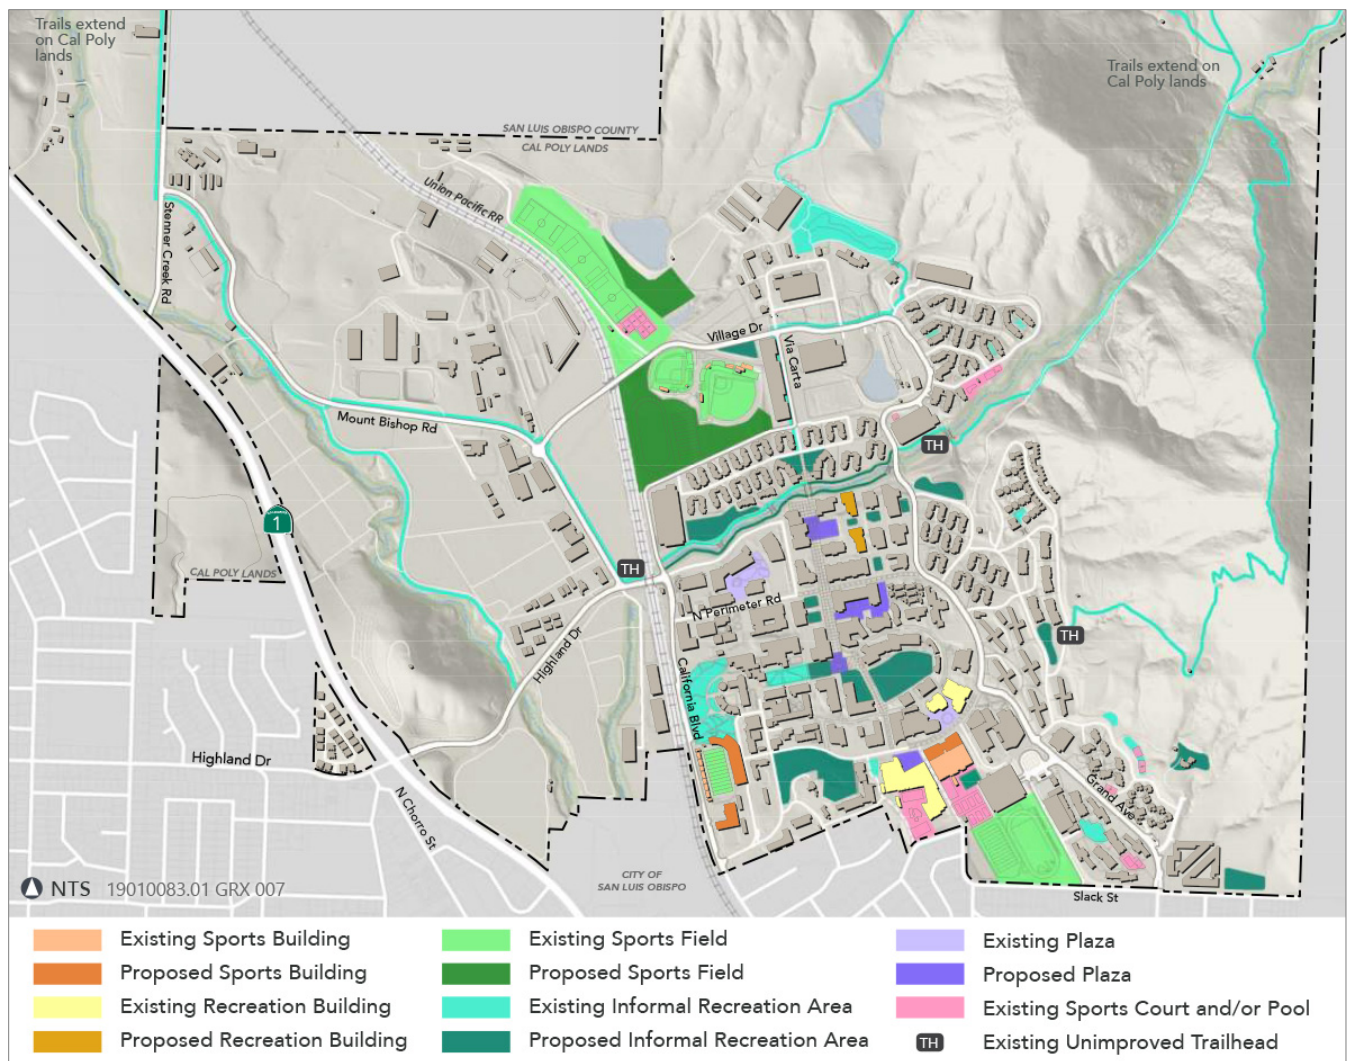 Trails extend
on Cal Poly
lands
Trails extend on
Cal Poly lands
SAN LUIS OBISPO COUNTY
CAL POLY LANDS
Union Pacific RR
Stenner Creek Rd
Village Dr
Via Carta
Mount Bishop Rd
TH
1
CAL POLY LANDS
TH
N Perimeter Rd
TH
Highland Dr
California Blvd
Highland Dr
N Chorro St
Grand Ave
CITY OF
SAN LUIS OBISPO
NTS 19010083.01 GRX 007
Slack St
Existing Sports Building
Proposed Sports Building
Existing Recreation Building
Proposed Recreation Building
Existing Sports Field
Proposed Sports Field
Existing Informal Recreation Area
Proposed Informal Recreation Area
Existing Plaza
Proposed Plaza
Existing Sports Court and/or Pool
TH Existing Unimproved Trailhead